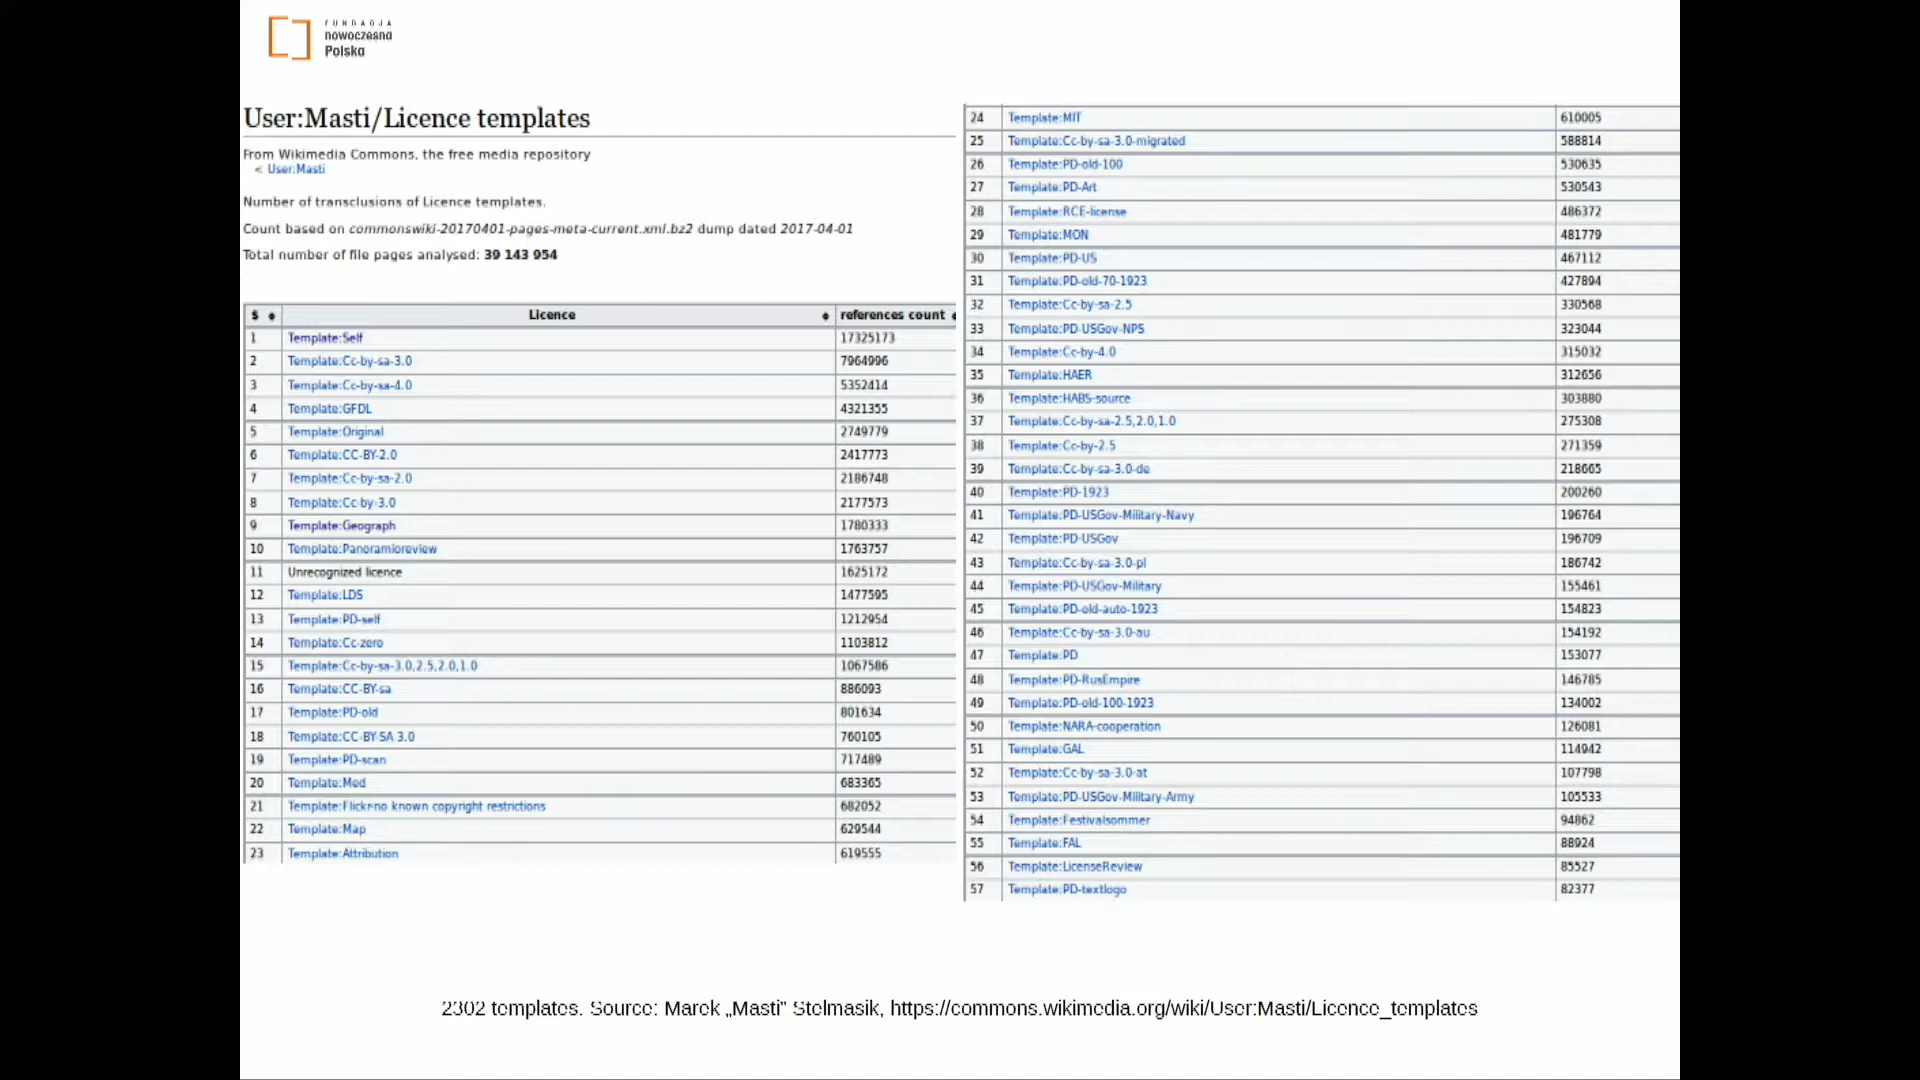 FUNDACJA
nowoczesna
Polska
User:Masti/Licence templates
From Wikimedia Commons, the free media repository
< User:Masti
Number of transclusions of Licence templates.
Count based on commonswiki-20170401-pages-meta-current.xml.bz2 dump dated 2017-04-01
Total number of file pages analysed: 39 143 954
$ Licence references count
1 Template:Self 17325173
2 Template:Cc-by-sa-3.0 7964996
3 Template:Cc-by-sa-4.0 5352414
4 Template:GFDL 4321355
5 Template:Original 2749779
6 Template:CC-BY-2.0 2417773
7 Template:Cc-by-sa-2.0 2186748
8 Template:Cc-by-3.0 2177573
9 Template:Geograph 1780333
10 Template:Panoramioreview 1763757
11 Unrecognized licence 1625172
12 Template:LDS 1477595
13 Template:PD-self 1212954
14 Template:Cc-zero 1103812
15 Template:Cc-by-sa-3.0,2.5,2.0,1.0 1067586
16 Template:CC-BY-sa 886093
17 Template:PD-old 801634
18 Template:CC-BY-SA 3.0 760105
19 Template:PD-scan 717489
20 Template:Med 683365
21 Template:Flickr-no known copyright restrictions 682052
22 Template:Map 629544
23 Template:Attribution 619555
24 Template:MIT 610005
25 Template:Cc-by-sa-3.0-migrated 588814
26 Template:PD-old-100 530635
27 Template:PD-Art 530543
28 Template:RCE-license 486372
29 Template:MON 481779
30 Template:PD-US 467112
31 Template:PD-old-70-1923 427894
32 Template:Cc-by-sa-2.5 330568
33 Template:PD-USGov-NPS 323044
34 Template:Cc-by-4.0 315032
35 Template:HAER 312656
36 Template:HABS-source 303880
37 Template:Cc-by-sa-2.5,2.0,1.0 275308
38 Template:Cc-by-2.5 271359
39 Template:Cc-by-sa-3.0-de 218665
40 Template:PD-1923 200260
41 Template:PD-USGov-Military-Navy 196764
42 Template:PD-USGov 196709
43 Template:Cc-by-sa-3.0-pl 186742
44 Template:PD-USGov-Military 155461
45 Template:PD-old-auto-1923 154823
46 Template:Cc-by-sa-3.0-au 154192
47 Template:PD 153077
48 Template:PD-RusEmpire 146785
49 Template:PD-old-100-1923 134002
50 Template:NARA-cooperation 126081
51 Template:GAL 114942
52 Template:Cc-by-sa-3.0-at 107798
53 Template:PD-USGov-Military-Army 105533
54 Template:Festivalsommer 94862
55 Template:FAL 88924
56 Template:LicenseReview 85527
57 Template:PD-textlogo 82377
2302 templates. Source: Marek „Masti” Stelmasik, https://commons.wikimedia.org/wiki/User:Masti/Licence_templates